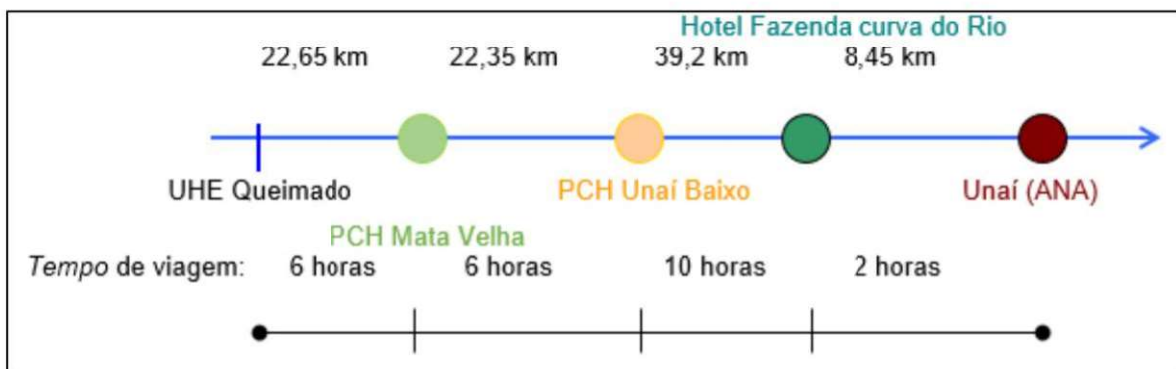 Hotel Fazenda curva do Rio
22,65 km 22,35 km 39,2 km 8,45 km
UHE Queimado PCH Unaí Baixo Unaí (ANA)
PCH Mata Velha
Tempo de viagem: 6 horas 6 horas 10 horas 2 horas